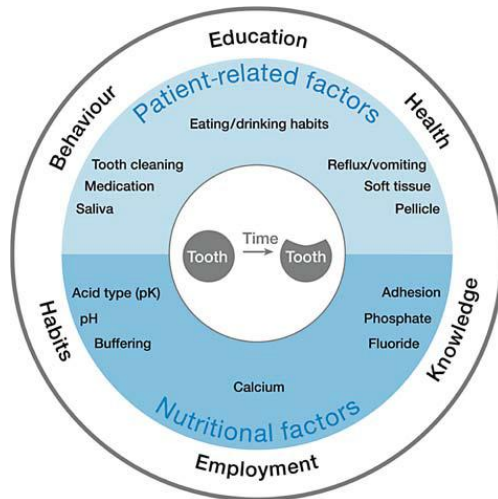 Education
Behaviour
Health
Patient-related factors
Eating/drinking habits
Tooth cleaning
Medication
Saliva
Reflux/vomiting
Soft tissue
Pellicle
Time
Tooth
Tooth
Acid type (pK)
pH
Buffering
Adhesion
Phosphate
Fluoride
Calcium
Nutritional factors
Habits
Knowledge
Employment